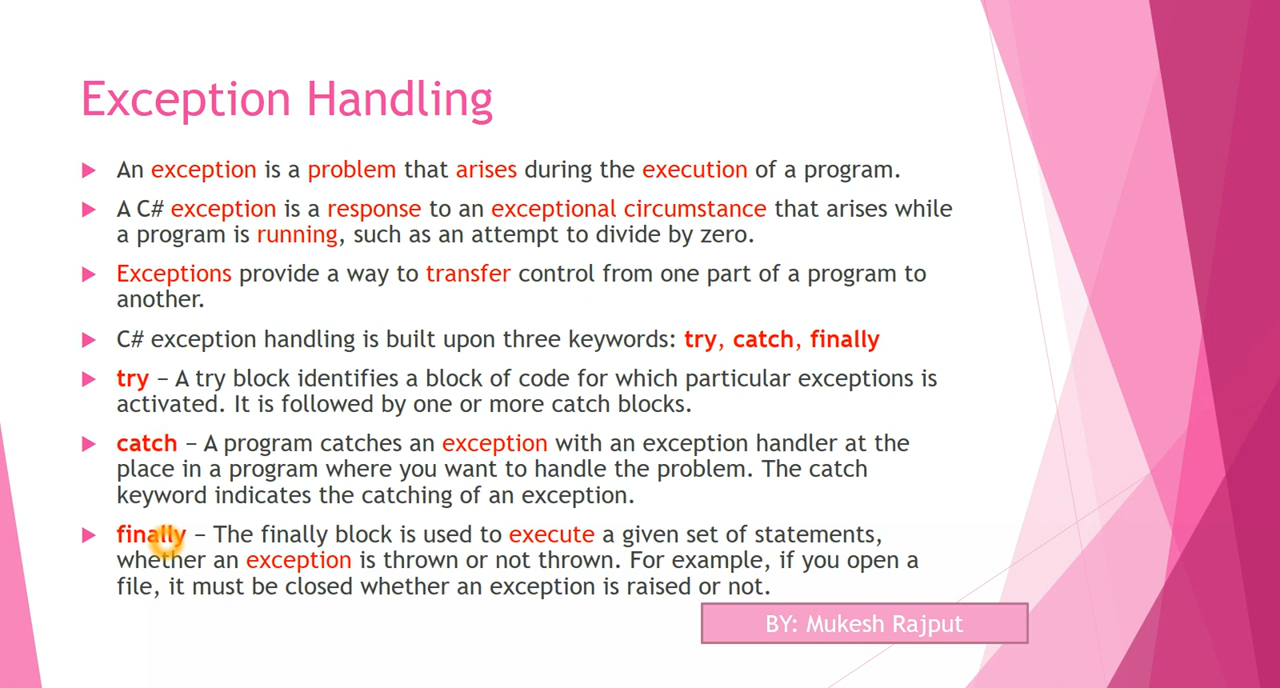 Exception Handling
An exception is a problem that arises during the execution of a program.
A C# exception is a response to an exceptional circumstance that arises while
a program is running, such as an attempt to divide by zero.
Exceptions provide a way to transfer control from one part of a program to
another.
C# exception handling is built upon three keywords: try, catch, finally
try – A try block identifies a block of code for which particular exceptions is
activated. It is followed by one or more catch blocks.
catch – A program catches an exception with an exception handler at the
place in a program where you want to handle the problem. The catch
keyword indicates the catching of an exception.
finally – The finally block is used to execute a given set of statements,
whether an exception is thrown or not thrown. For example, if you open a
file, it must be closed whether an exception is raised or not.
BY: Mukesh Rajput